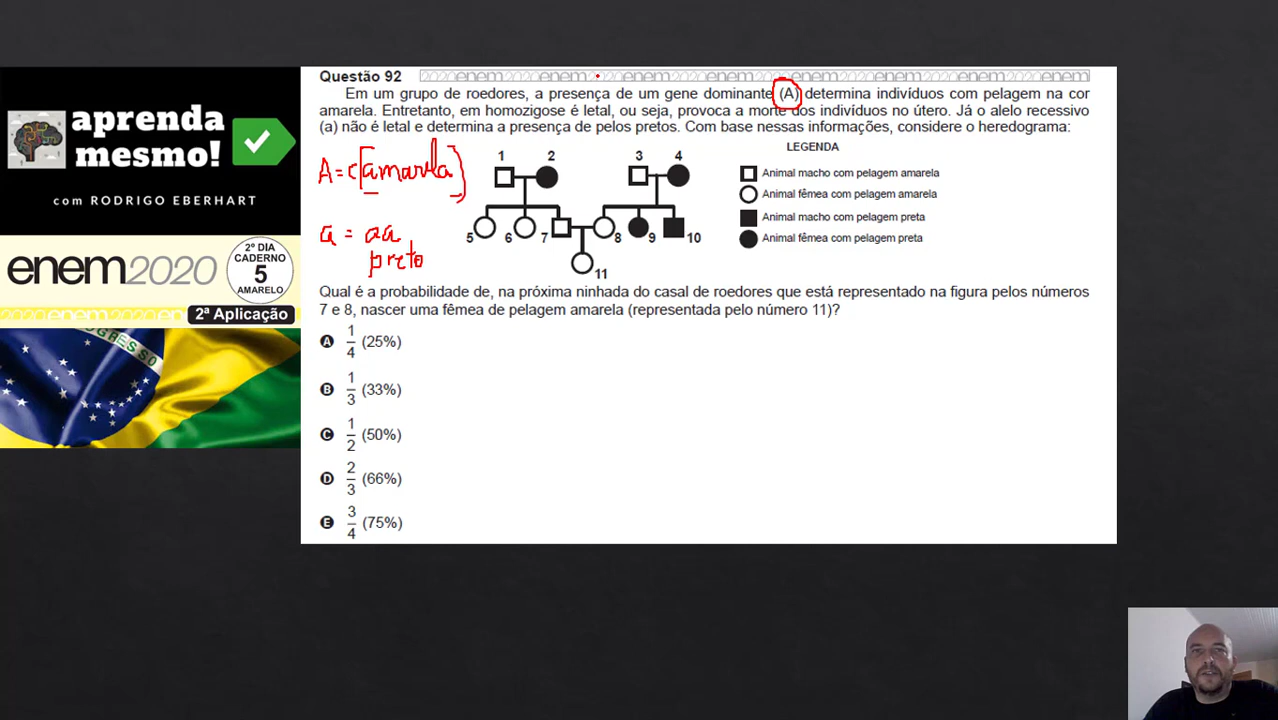 aprenda
mesmo!
com RODRIGO EBERHART
enem2020
2º DIA
CADERNO
5
AMARELO
2ª Aplicação
PROGRESSO
Questão 92
Em um grupo de roedores, a presença de um gene dominante (A) determina indivíduos com pelagem na cor
amarela. Entretanto, em homozigose é letal, ou seja, provoca a morte dos indivíduos no útero. Já o alelo recessivo
(a) não é letal e determina a presença de pelos pretos. Com base nessas informações, considere o heredograma:
A = c[amarela]
a = aa
preto
1 2 3 4
5 6 7 8 9 10
11
LEGENDA
Animal macho com pelagem amarela
Animal fêmea com pelagem amarela
Animal macho com pelagem preta
Animal fêmea com pelagem preta
Qual é a probabilidade de, na próxima ninhada do casal de roedores que está representado na figura pelos números
7 e 8, nascer uma fêmea de pelagem amarela (representada pelo número 11)?
A 1/4 (25%)
B 1/3 (33%)
C 1/2 (50%)
D 2/3 (66%)
E 3/4 (75%)